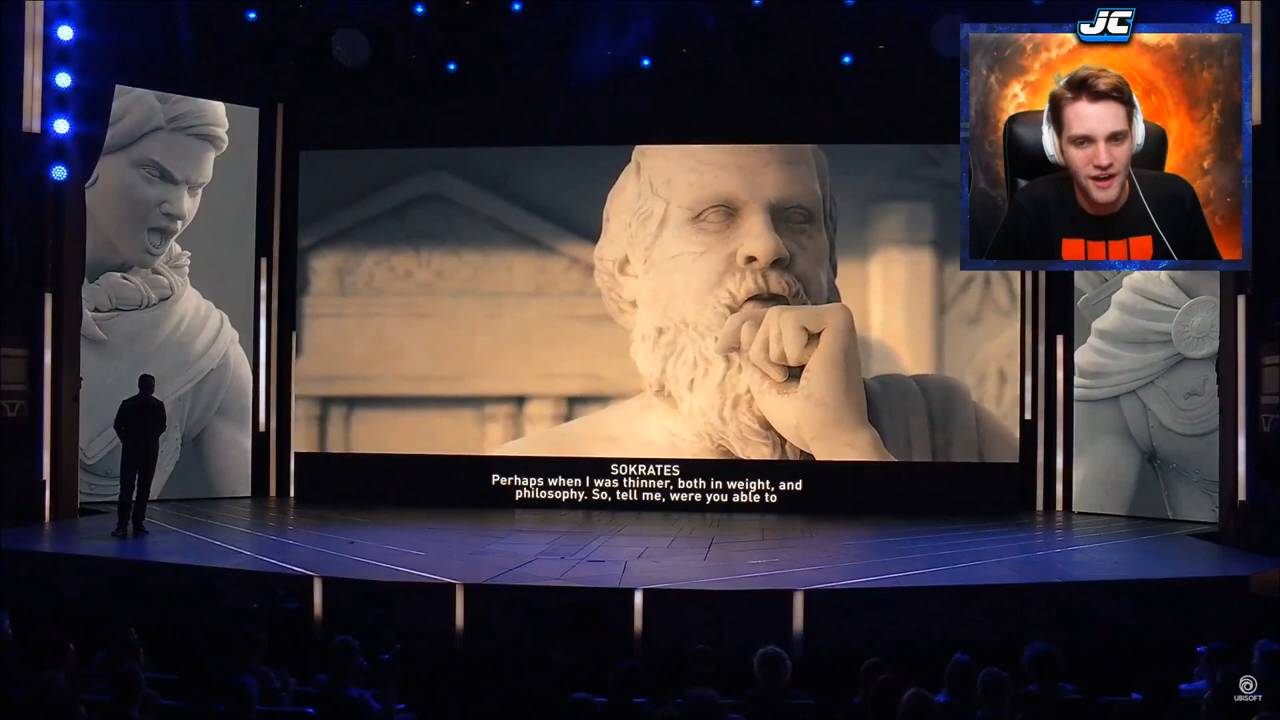 JC
SOKRATES
Perhaps when I was thinner, both in weight, and
philosophy. So, tell me, were you able to
UBISOFT